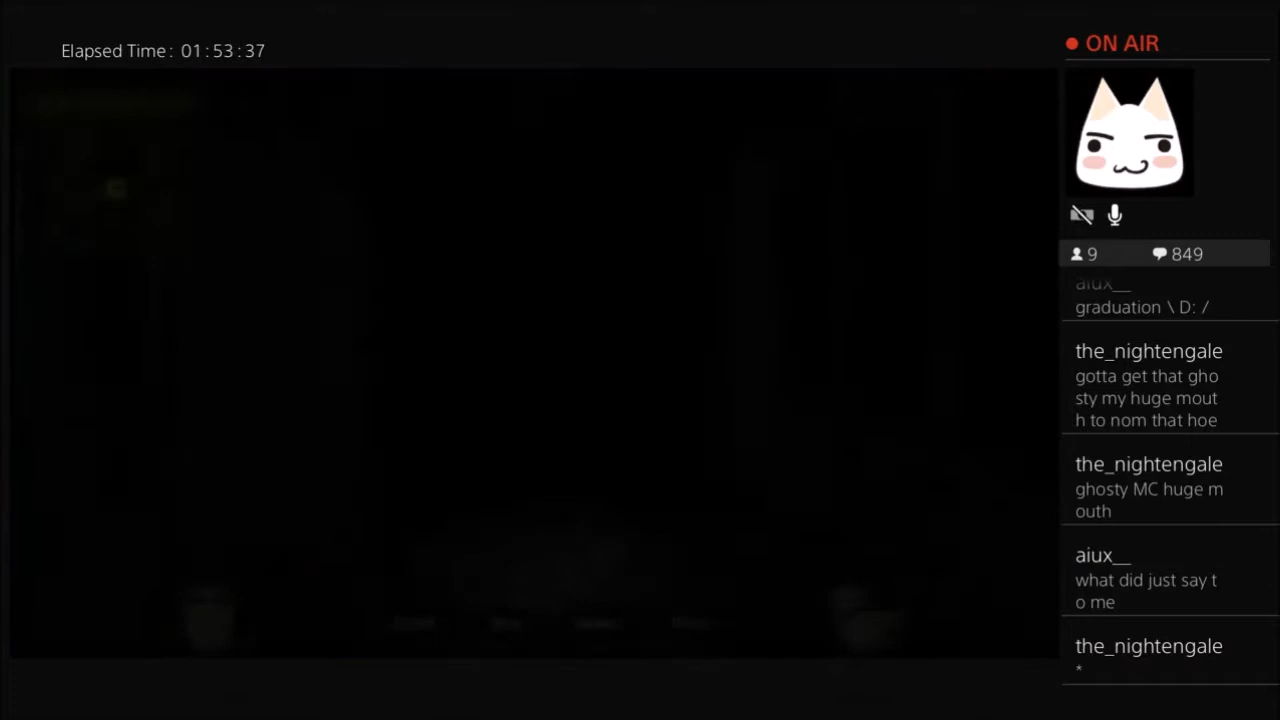 Elapsed Time: 01:53:37
ON AIR
9
849
aiux__
graduation \ D: /
the_nightengale
gotta get that gho
sty my huge mout
h to nom that hoe
the_nightengale
ghosty MC huge m
outh
aiux__
what did just say t
o me
the_nightengale
*